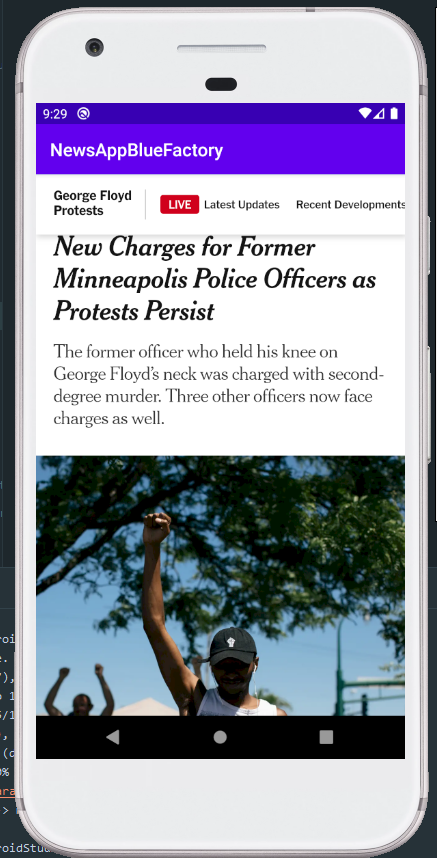 9:29
NewsAppBlueFactory
George Floyd
Protests
LIVE Latest Updates Recent Developments
New Charges for Former
Minneapolis Police Officers as
Protests Persist
The former officer who held his knee on
George Floyd's neck was charged with second-
degree murder. Three other officers now face
charges as well.